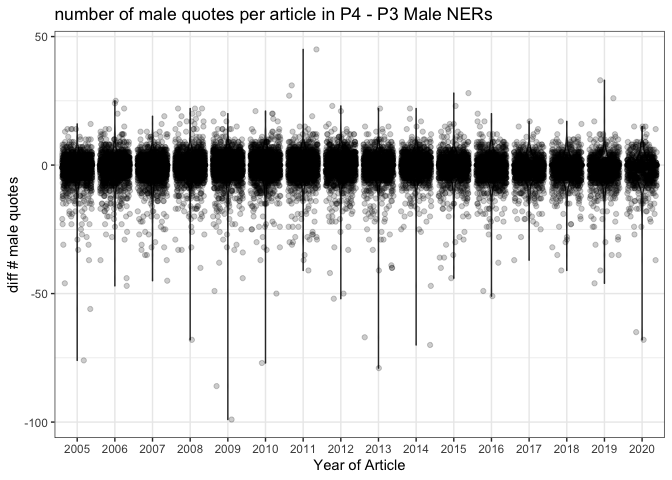 number of male quotes per article in P4 - P3 Male NERs
50
0
-50
-100
diff # male quotes
2005 2006 2007 2008 2009 2010 2011 2012 2013 2014 2015 2016 2017 2018 2019 2020
Year of Article